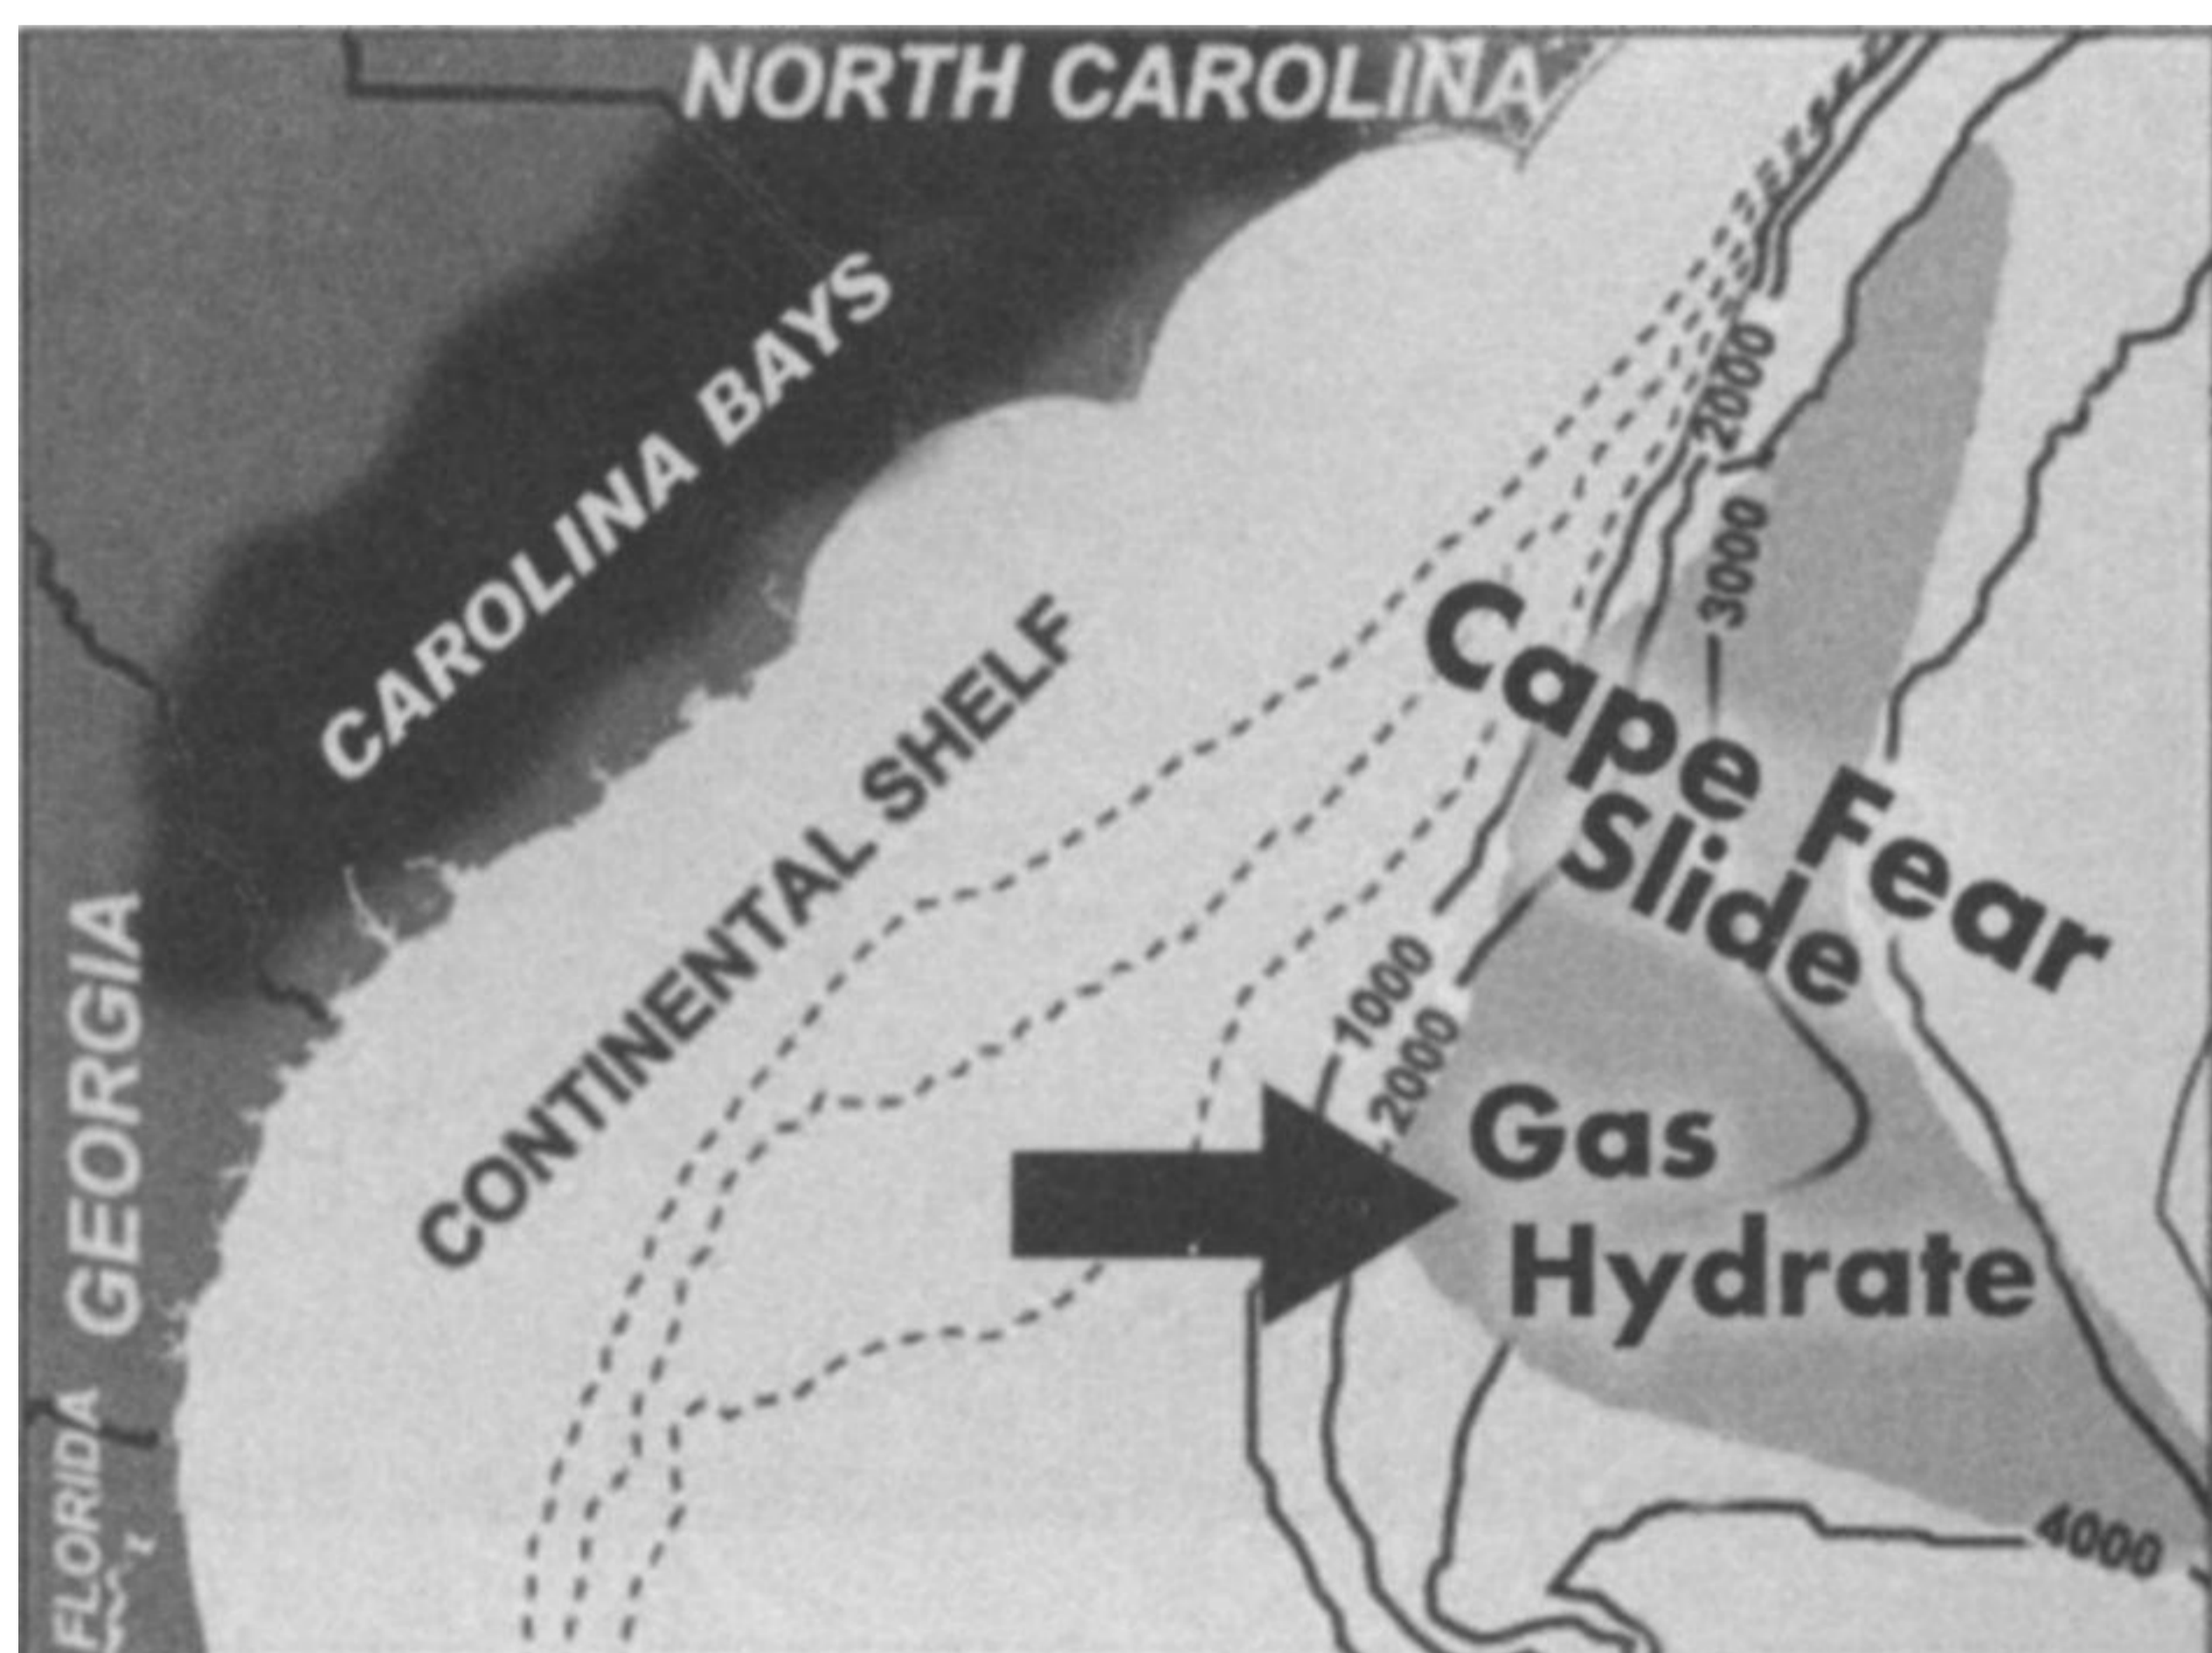 NORTH CAROLINA
CAROLINA BAYS
2000
3000
CONTINENTAL SHELF
Cape Fear
Slide
GEORGIA
1000
2000
Gas
Hydrate
FLORIDA
4000